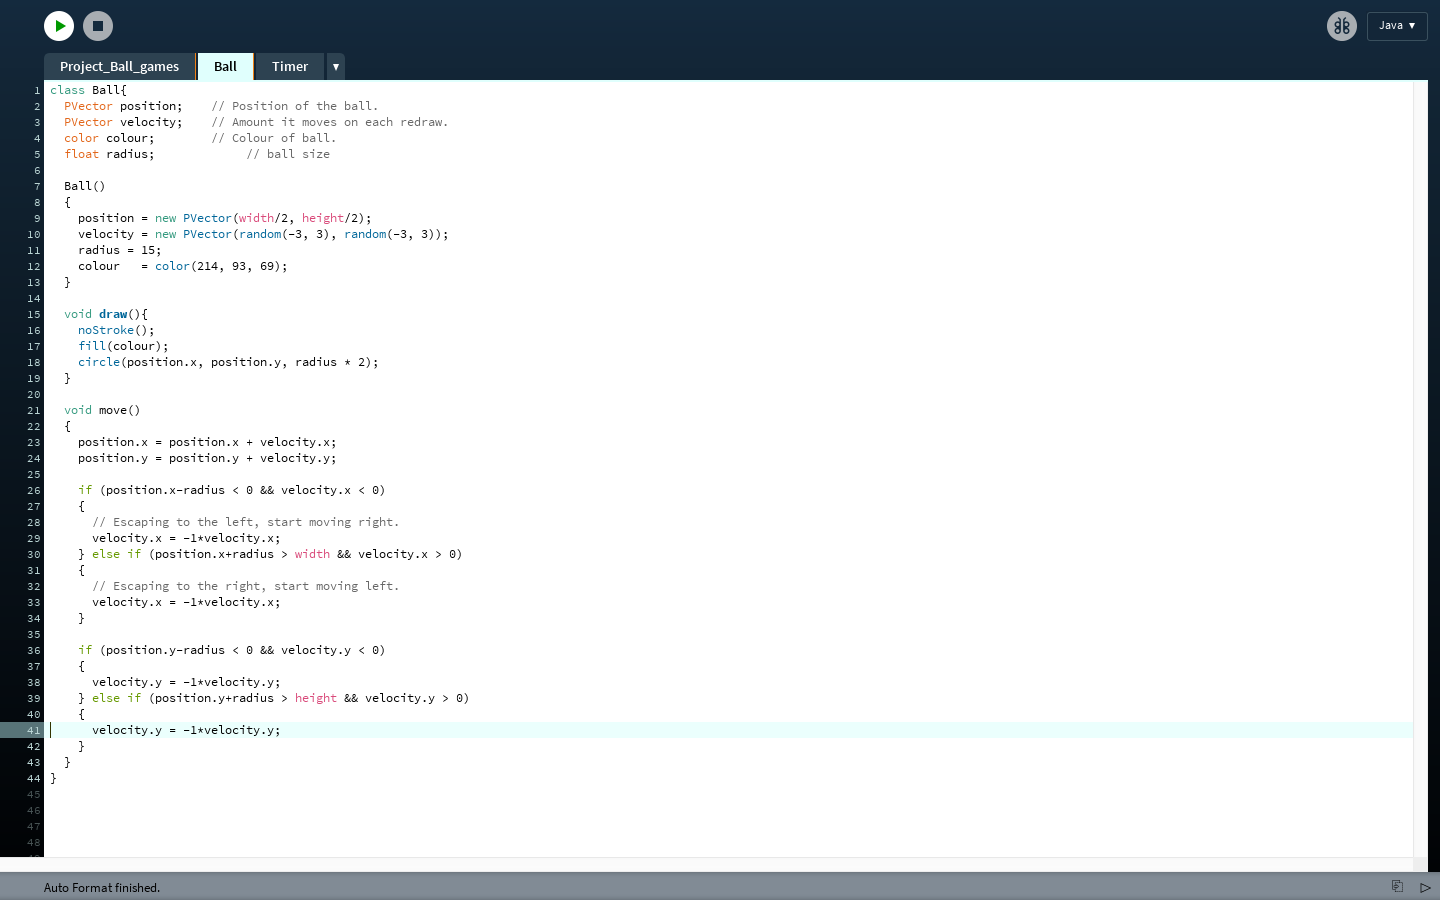 Java ▼
Project_Ball_games Ball Timer ▼
1 class Ball{
2   PVector position;    // Position of the ball.
3   PVector velocity;    // Amount it moves on each redraw.
4   color colour;        // Colour of ball.
5   float radius;             // ball size
6
7   Ball()
8   {
9     position = new PVector(width/2, height/2);
10     velocity = new PVector(random(-3, 3), random(-3, 3));
11     radius = 15;
12     colour   = color(214, 93, 69);
13   }
14
15   void draw(){
16     noStroke();
17     fill(colour);
18     circle(position.x, position.y, radius * 2);
19   }
20
21   void move()
22   {
23     position.x = position.x + velocity.x;
24     position.y = position.y + velocity.y;
25
26     if (position.x-radius < 0 && velocity.x < 0)
27     {
28       // Escaping to the left, start moving right.
29       velocity.x = -1*velocity.x;
30     } else if (position.x+radius > width && velocity.x > 0)
31     {
32       // Escaping to the right, start moving left.
33       velocity.x = -1*velocity.x;
34     }
35
36     if (position.y-radius < 0 && velocity.y < 0)
37     {
38       velocity.y = -1*velocity.y;
39     } else if (position.y+radius > height && velocity.y > 0)
40     {
41       velocity.y = -1*velocity.y;
42     }
43   }
44 }
45
46
47
48
Auto Format finished.